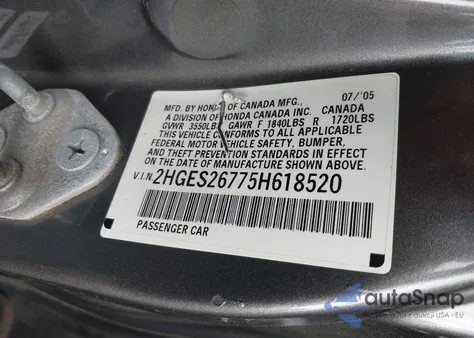 MFD. BY HONDA OF CANADA MFG., 07/'05
A DIVISION OF HONDA CANADA INC. CANADA
GVWR 3550LBS GAWR F 1840LBS R 1720LBS
THIS VEHICLE CONFORMS TO ALL APPLICABLE
FEDERAL MOTOR VEHICLE SAFETY, BUMPER,
AND THEFT PREVENTION STANDARDS IN EFFECT
ON THE DATE OF MANUFACTURE SHOWN ABOVE.
V.I.N. 2HGES26775H618520
PASSENGER CAR
autoSnap